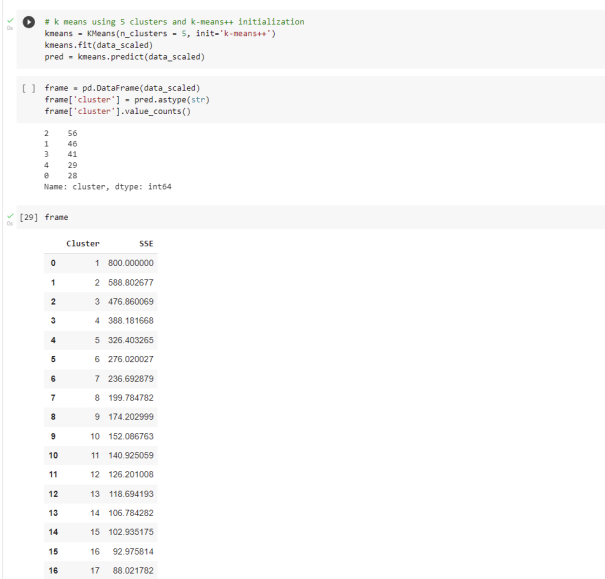 0s
# k means using 5 clusters and k-means++ initialization
kmeans = KMeans(n_clusters = 5, init='k-means++')
kmeans.fit(data_scaled)
pred = kmeans.predict(data_scaled)
[ ] frame = pd.DataFrame(data_scaled)
frame['cluster'] = pred.astype(str)
frame['cluster'].value_counts()
2 56
1 46
3 41
4 29
0 28
Name: cluster, dtype: int64
0s [29] frame
Cluster SSE
0 1 800.000000
1 2 588.802677
2 3 476.860069
3 4 388.181668
4 5 326.403265
5 6 276.020027
6 7 236.692879
7 8 199.784782
8 9 174.202999
9 10 152.086763
10 11 140.925059
11 12 126.201008
12 13 118.694193
13 14 106.784282
14 15 102.935175
15 16 92.975814
16 17 88.021782